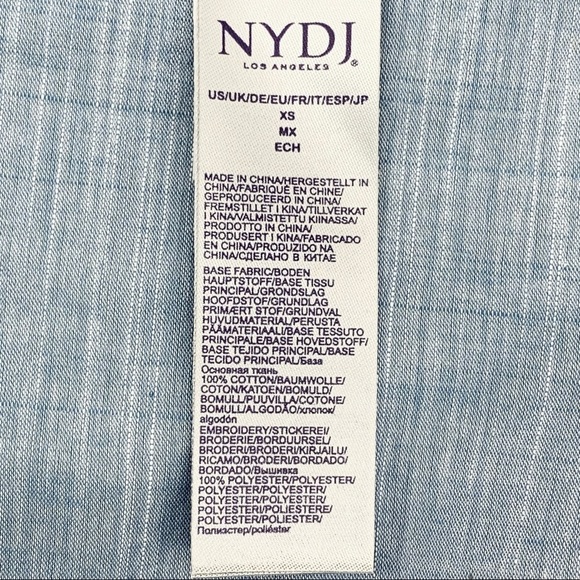 NYDJ®
LOS ANGELES
US/UK/DE/EU/FR/IT/ESP/JP
XS
MX
ECH
MADE IN CHINA/HERGESTELLT IN
CHINA/FABRIQUÉ EN CHINE/
GEPRODUCEERD IN CHINA/
FREMSTILLET I KINA/TILLVERKAT
I KINA/VALMISTETTU KIINASSA/
PRODOTTO IN CHINA/
PRODUSERT I KINA/FABRICADO
EN CHINA/PRODUZIDO NA
CHINA/СДЕЛАНО В КИТАЕ
BASE FABRIC/BODEN
HAUPTSTOFF/BASE TISSU
PRINCIPAL/GRONDSLAG
HOOFDSTOF/GRUNDLAG
PRIMÆRT STOF/GRUNDVAL
HUVUDMATERIAL/PERUSTA
PÄÄMATERIAALI/BASE TESSUTO
PRINCIPALE/BASE HOVEDSTOFF/
BASE TEJIDO PRINCIPAL/BASE
TECIDO PRINCIPAL/База
Основная ткань
100% COTTON/BAUMWOLLE/
COTON/KATOEN/BOMULD/
BOMULL/PUUVILLA/COTONE/
BOMULL/ALGODÃO/хлопок/
algodón
EMBROIDERY/STICKEREI/
BRODERIE/BORDUURSEL/
BRODERI/BRODERI/KIRJAILU/
RICAMO/BRODERI/BORDADO/
BORDADO/Вышивка
100% POLYESTER/POLYESTER/
POLYESTER/POLYESTER/
POLYESTER/POLYESTER/
POLYESTERI/POLIESTERE/
POLYESTER/POLIÉSTER/
Полиэстер/poliéster